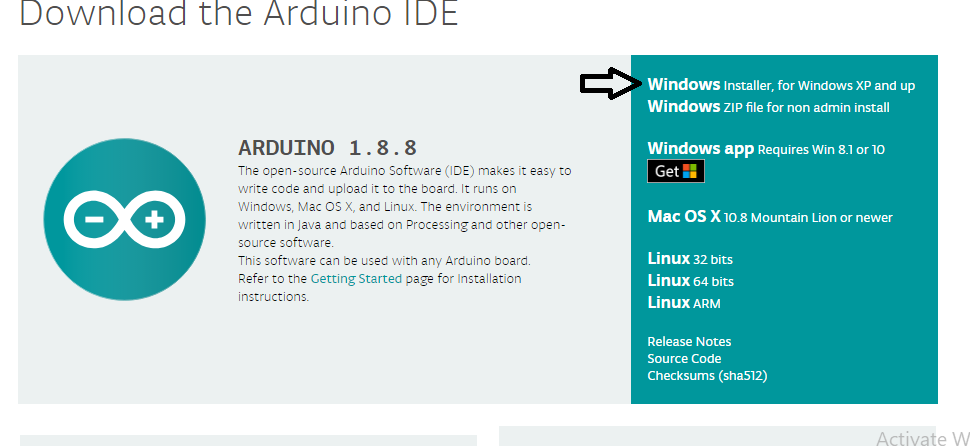 Download the Arduino IDE
ARDUINO 1.8.8
The open-source Arduino Software (IDE) makes it easy to
write code and upload it to the board. It runs on
Windows, Mac OS X, and Linux. The environment is
written in Java and based on Processing and other open-
source software.
This software can be used with any Arduino board.
Refer to the Getting Started page for Installation
instructions.
Windows Installer, for Windows XP and up
Windows ZIP file for non admin install
Windows app Requires Win 8.1 or 10
Get
Mac OS X 10.8 Mountain Lion or newer
Linux 32 bits
Linux 64 bits
Linux ARM
Release Notes
Source Code
Checksums (sha512)
Activate W